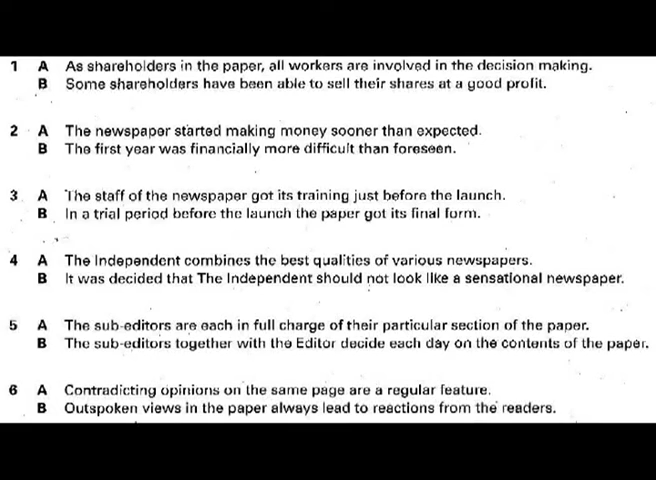 1 A As shareholders in the paper, all workers are involved in the decision making.
B Some shareholders have been able to sell their shares at a good profit.
2 A The newspaper started making money sooner than expected.
B The first year was financially more difficult than foreseen.
3 A The staff of the newspaper got its training just before the launch.
B In a trial period before the launch the paper got its final form.
4 A The Independent combines the best qualities of various newspapers.
B It was decided that The Independent should not look like a sensational newspaper.
5 A The sub-editors are each in full charge of their particular section of the paper.
B The sub-editors together with the Editor decide each day on the contents of the paper.
6 A Contradicting opinions on the same page are a regular feature.
B Outspoken views in the paper always lead to reactions from the readers.